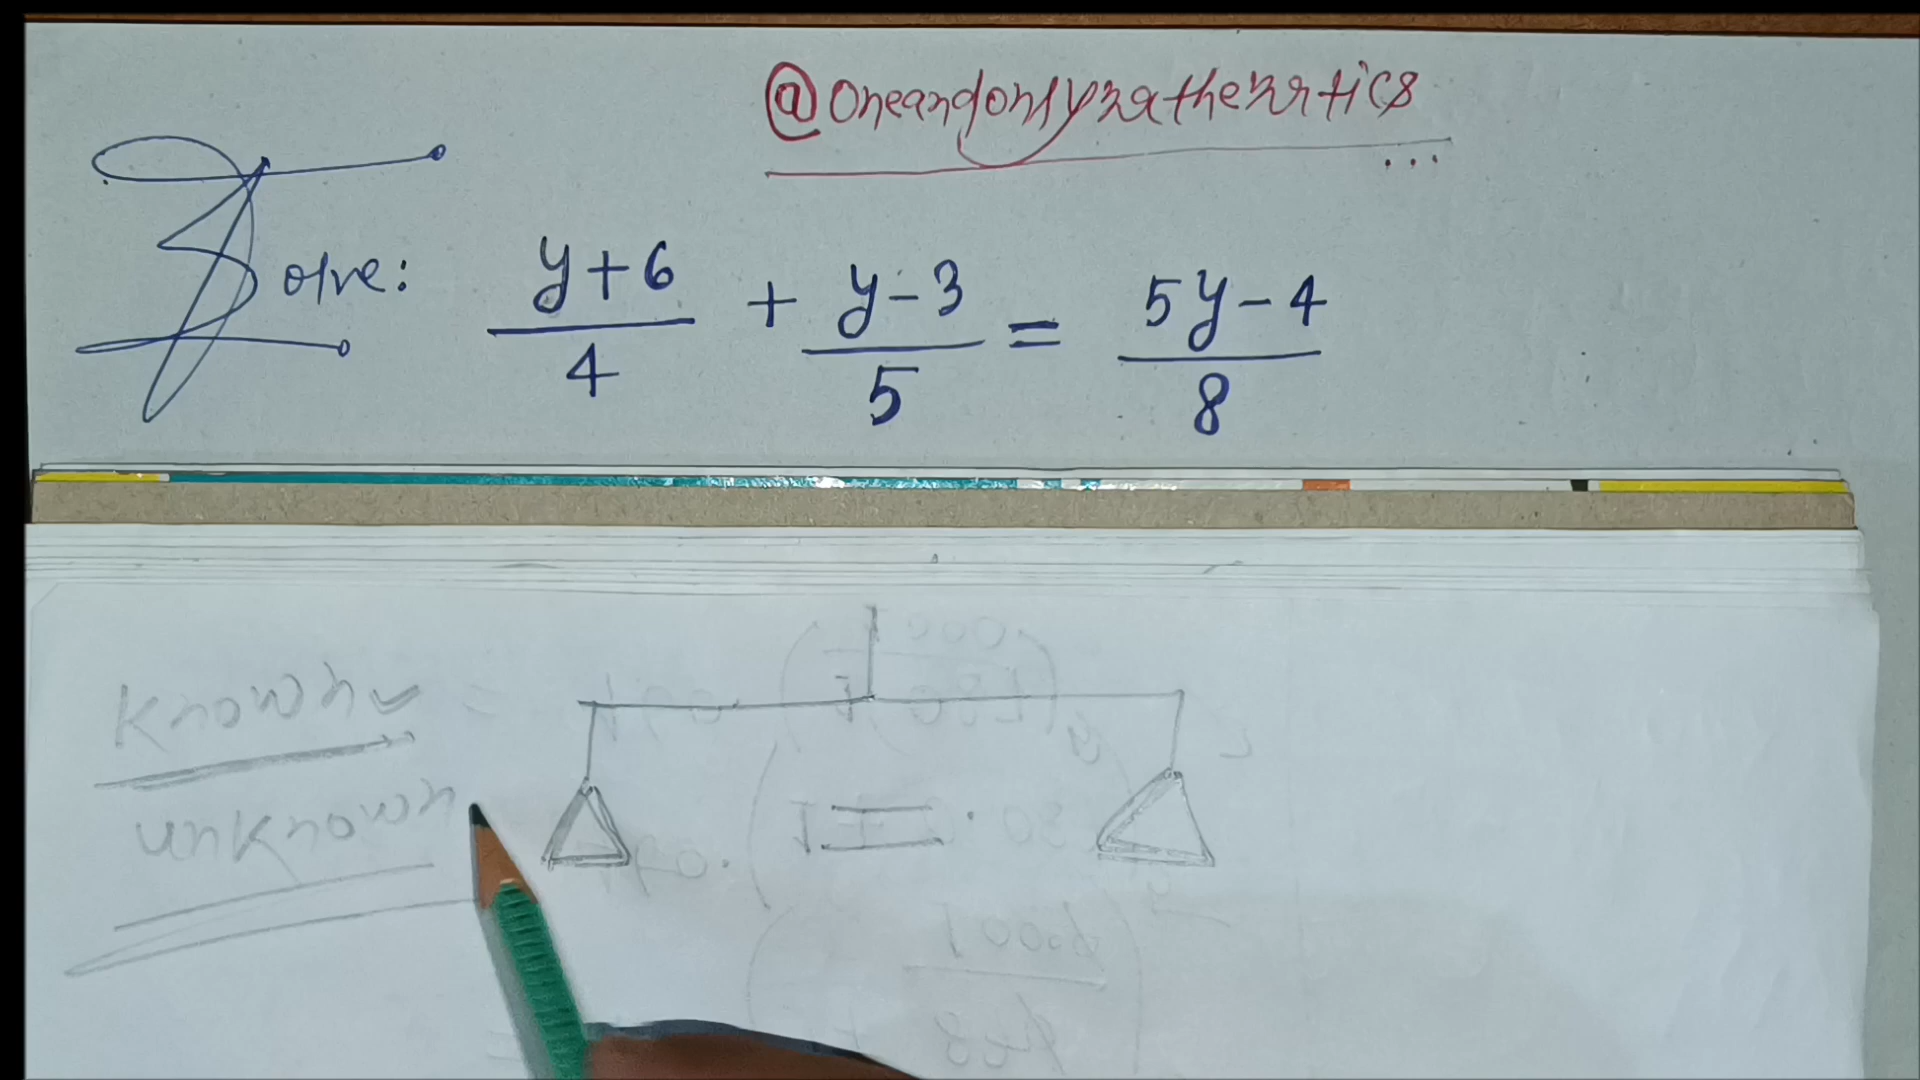 @Oneandonlymathematics
...
Solve: y+6/4 + y-3/5 = 5y-4/8
known ✓
unknown
=